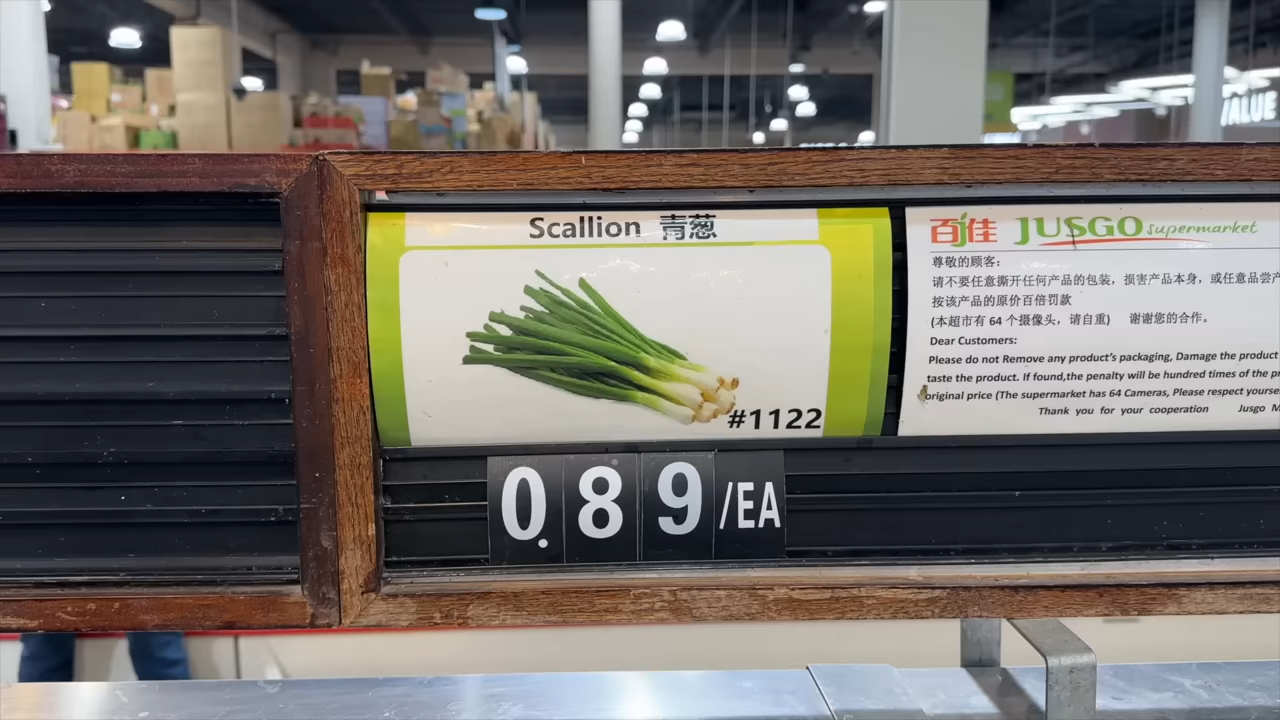 Scallion 青葱
#1122
0.89/EA
百佳 JUSGO supermarket
尊敬的顾客：
请不要任意撕开任何产品的包装，损害产品本身，或任意品尝
按该产品的原价百倍罚款
(本超市有 64 个摄像头，请自重) 谢谢您的合作。
Dear Customers:
Please do not Remove any product's packaging, Damage the product
taste the product. If found,the penalty will be hundred times of the
original price (The supermarket has 64 Cameras, Please respect
Thank you for your cooperation Jusgo
VALUE